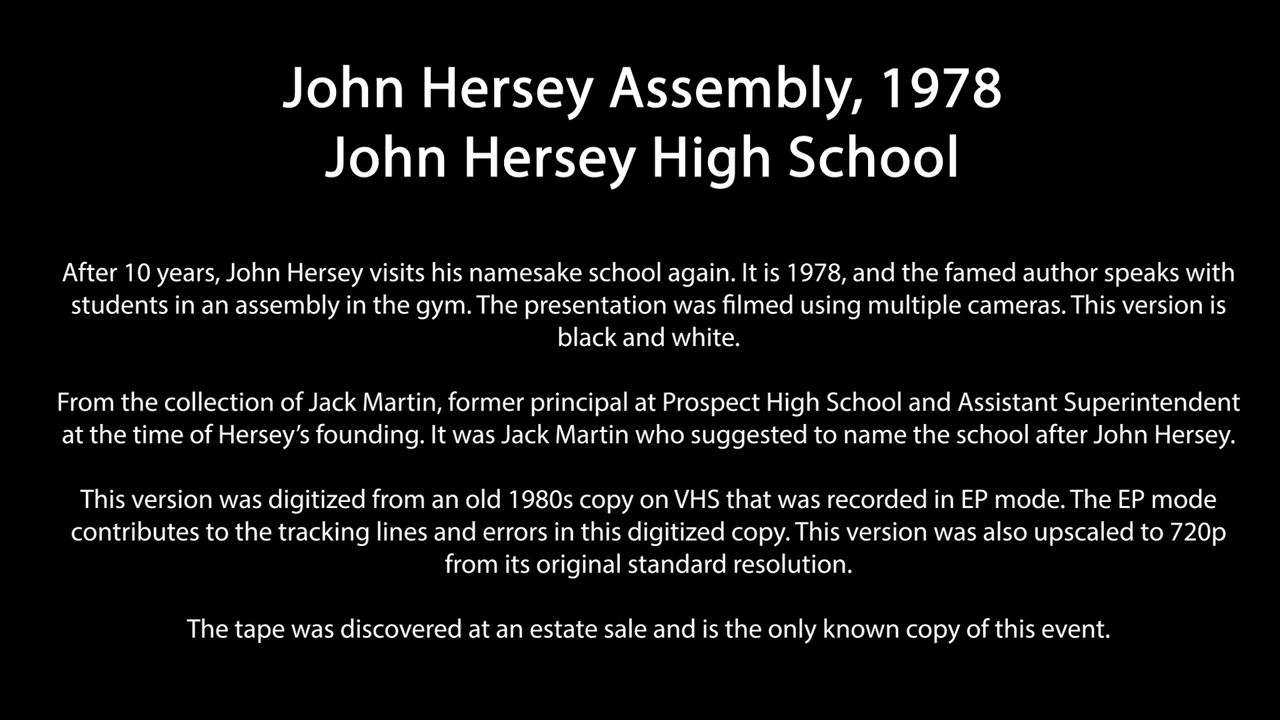 John Hersey Assembly, 1978
John Hersey High School
After 10 years, John Hersey visits his namesake school again. It is 1978, and the famed author speaks with
students in an assembly in the gym. The presentation was filmed using multiple cameras. This version is
black and white.
From the collection of Jack Martin, former principal at Prospect High School and Assistant Superintendent
at the time of Hersey’s founding. It was Jack Martin who suggested to name the school after John Hersey.
This version was digitized from an old 1980s copy on VHS that was recorded in EP mode. The EP mode
contributes to the tracking lines and errors in this digitized copy. This version was also upscaled to 720p
from its original standard resolution.
The tape was discovered at an estate sale and is the only known copy of this event.